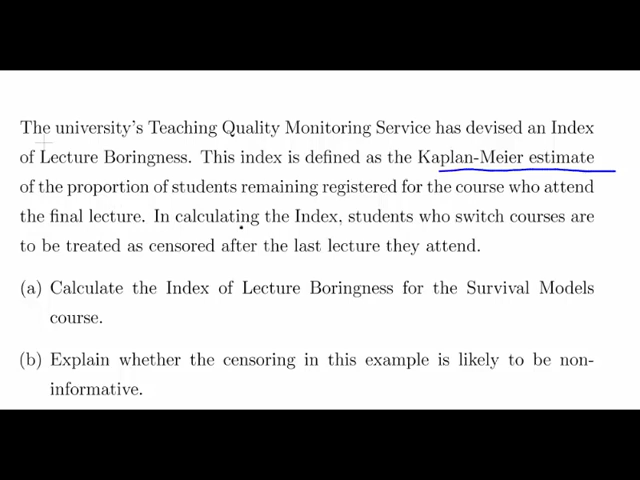 The university's Teaching Quality Monitoring Service has devised an Index
of Lecture Boringness. This index is defined as the Kaplan-Meier estimate
of the proportion of students remaining registered for the course who attend
the final lecture. In calculating the Index, students who switch courses are
to be treated as censored after the last lecture they attend.
(a) Calculate the Index of Lecture Boringness for the Survival Models
course.
(b) Explain whether the censoring in this example is likely to be non-
informative.